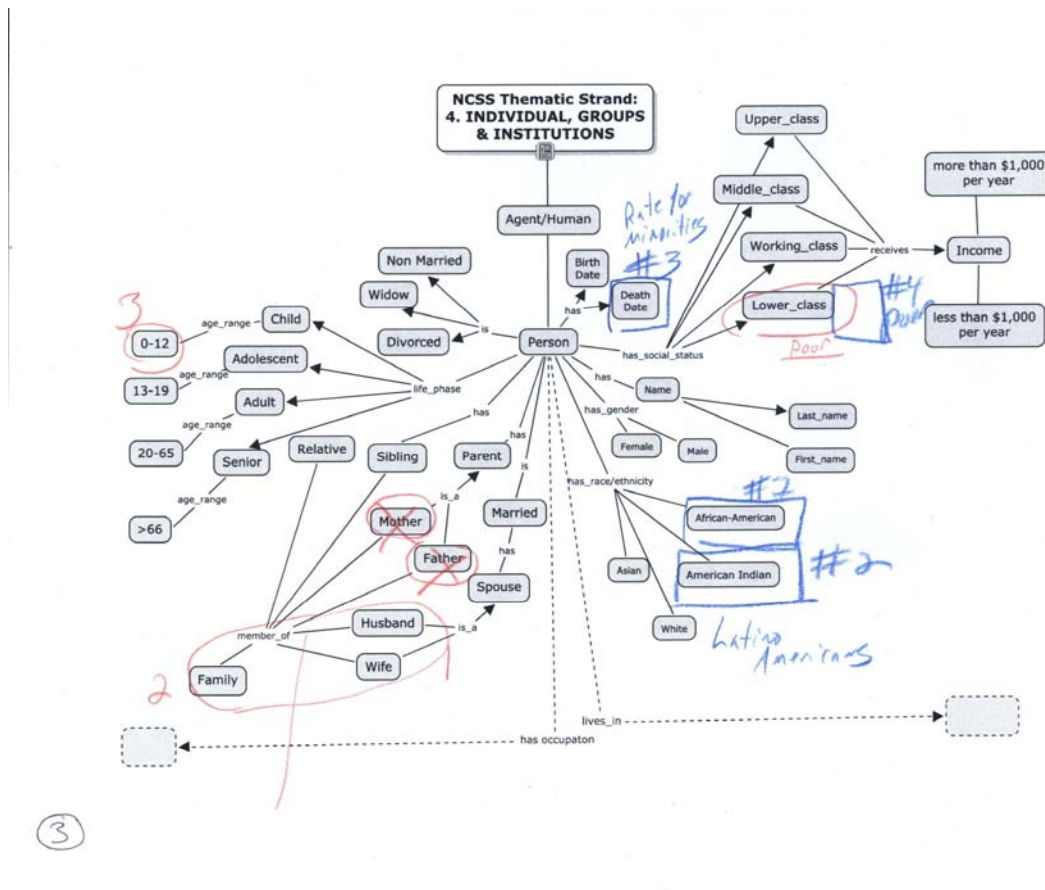 NCSS Thematic Strand:
4. INDIVIDUAL, GROUPS
& INSTITUTIONS
Upper_class
more than $1,000
per year
Middle_class
Agent/Human
Rate for
minorities
#3
Non Married
Birth
Date
Working_class
receives
Income
Widow
Death
Date
has
#4
3
Child
age_range
0-12
is
Lower_class
less than $1,000
per year
Divorced
Person
has_social_status
Poor
Adolescent
age_range
13-19
life_phase
has
Name
Adult
age_range
20-65
has
has_gender
Last_name
Senior
Relative
Sibling
has
Parent
is
Female
Male
First_name
age_range
>66
is_a
has_race/ethnicity
Mother
Married
African-American
Father
has
Asian
American Indian
#2
Spouse
Husband
is_a
member_of
White
Latino
Americans
Wife
2
Family
lives_in
has occupaton
3